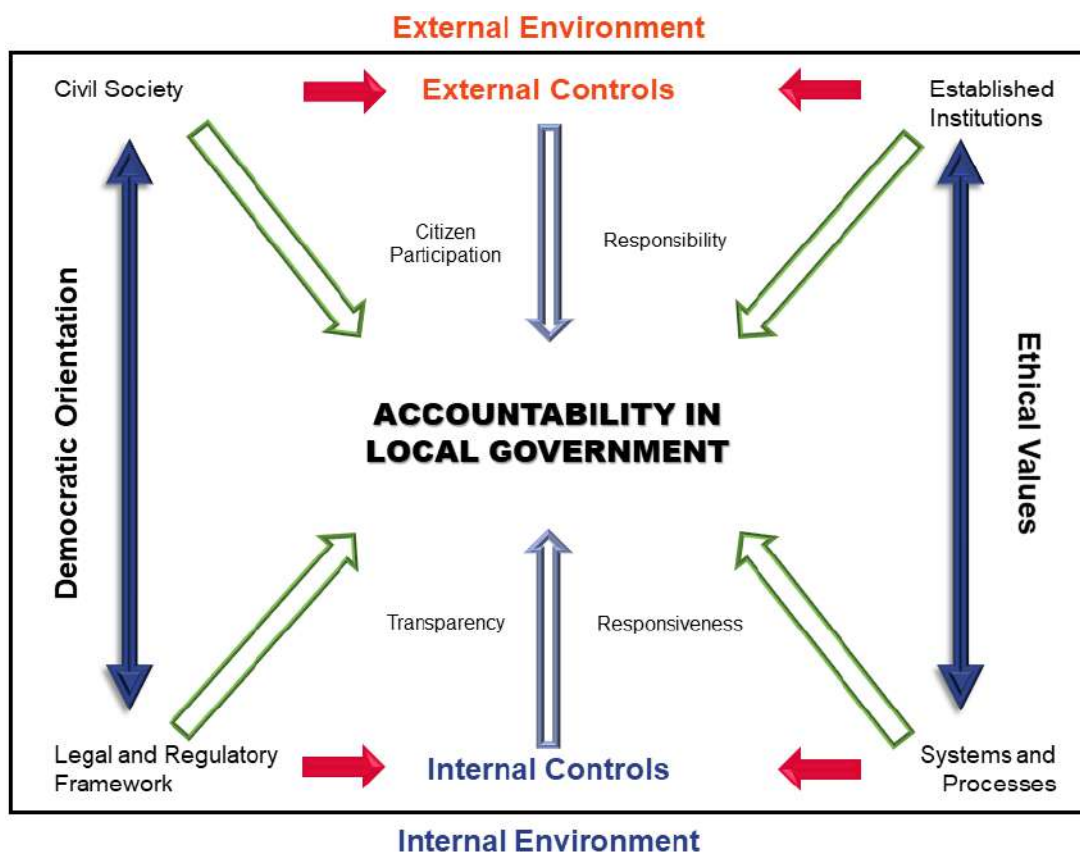 External Environment
Civil Society
External Controls
Established
Institutions
Citizen
Participation
Responsibility
Democratic Orientation
ACCOUNTABILITY IN
LOCAL GOVERNMENT
Ethical Values
Transparency
Responsiveness
Legal and Regulatory
Framework
Internal Controls
Systems and
Processes
Internal Environment